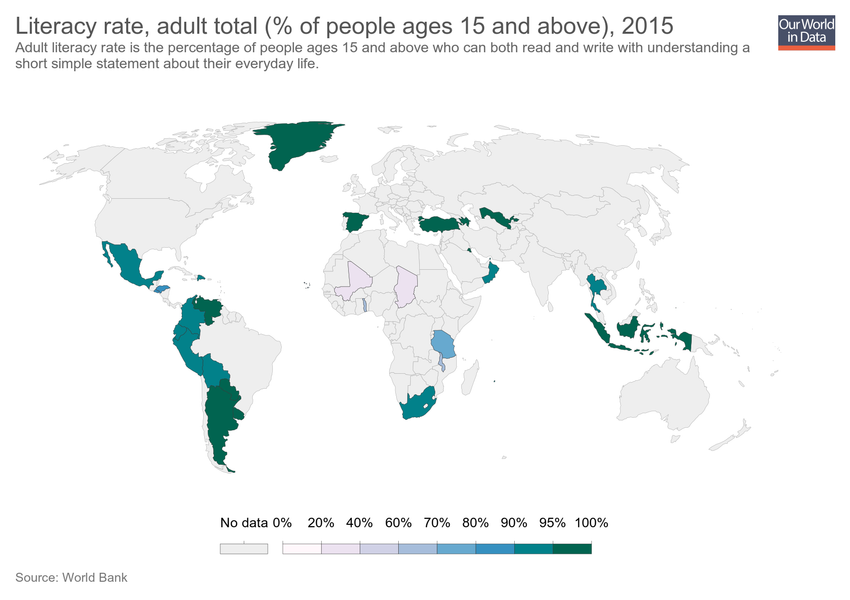 Literacy rate, adult total (% of people ages 15 and above), 2015
Adult literacy rate is the percentage of people ages 15 and above who can both read and write with understanding a
short simple statement about their everyday life.
Our World
in Data
No data 0% 20% 40% 60% 70% 80% 90% 95% 100%
Source: World Bank